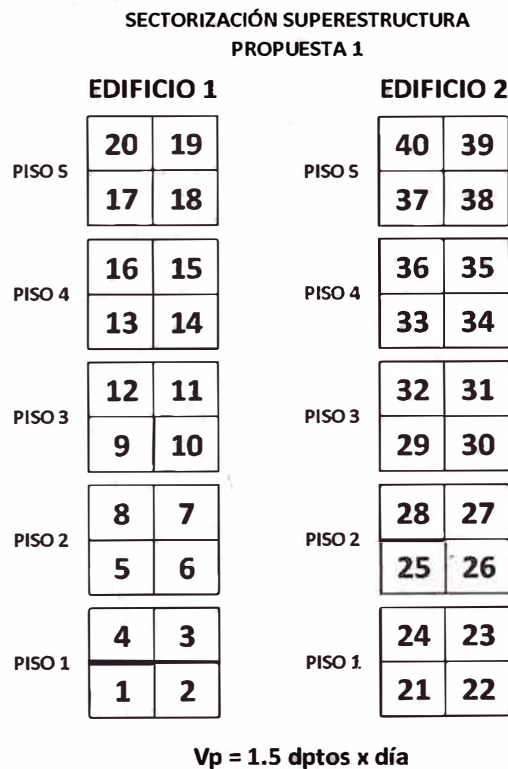 SECTORIZACIÓN SUPERESTRUCTURA
PROPUESTA 1
EDIFICIO 1 EDIFICIO 2
20 19 40 39
PISO 5 PISO 5
17 18 37 38
16 15 36 35
PISO 4 PISO 4
13 14 33 34
12 11 32 31
PISO 3 PISO 3
9 10 29 30
8 7 28 27
PISO 2 PISO 2
5 6 25 26
4 3 24 23
PISO 1 PISO 1
1 2 21 22
Vp = 1.5 dptos x día